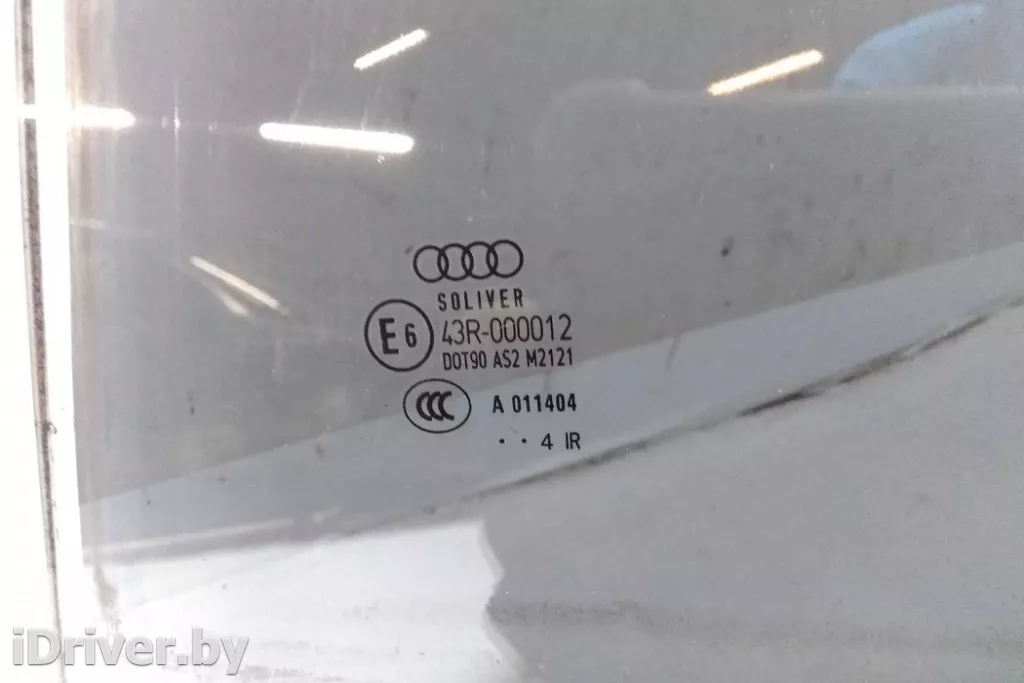 SOLIVER
E6 43R-000012
DOT90 AS2 M2121
CCC A 011404
· · 4 IR
iDriver.by